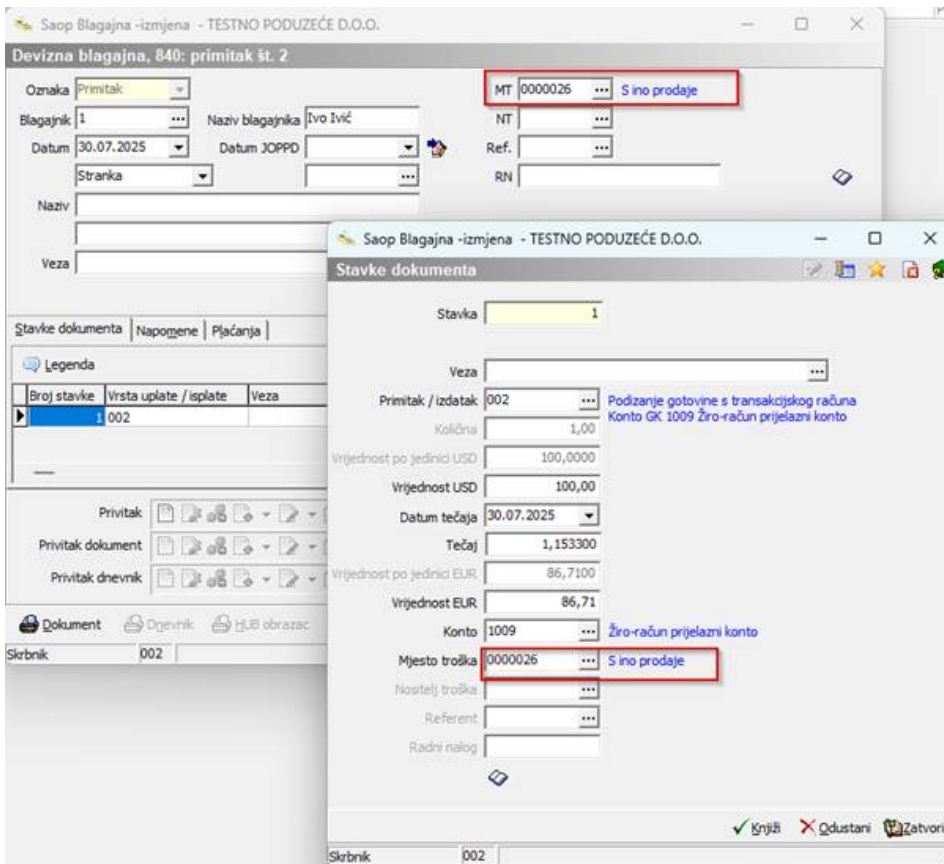 Saop Blagajna -izmjena - TESTNO PODUZEĆE D.O.O.
Devizna blagajna, 840: primitak št. 2
Oznaka Primitak
MT 0000026 ... S ino prodaje
Blagajnik 1 ... Naziv blagajnika Ivo Ivić
NT ...
Datum 30.07.2025 Datum JOPPD
Ref. ...
Stranka ...
RN
Naziv
Veza
Stavke dokumenta Napomene Plaćanja
Legenda
Broj stavke Vrsta uplate / isplate Veza
1 002
Privitak
Privitak dokument
Privitak dnevnik
Dokument Dnevnik HUB obrazac
Skrbnik 002
Saop Blagajna -izmjena - TESTNO PODUZEĆE D.O.O.
Stavke dokumenta
Stavka 1
Veza ...
Primitak / izdatak 002 ... Podizanje gotovine s transakcijskog računa
Konto GK 1009 Žiro-račun prijelazni konto
Količina 1,00
Vrijednost po jedinici USD 100,0000
Vrijednost USD 100,00
Datum tečaja 30.07.2025
Tečaj 1,153300
Vrijednost po jedinici EUR 86,7100
Vrijednost EUR 86,71
Konto 1009 ... Žiro-račun prijelazni konto
Mjesto troška 0000026 ... S ino prodaje
Nositelj troška ...
Referent ...
Radni nalog
Knjiži Odustani Zatvori
Skrbnik 002